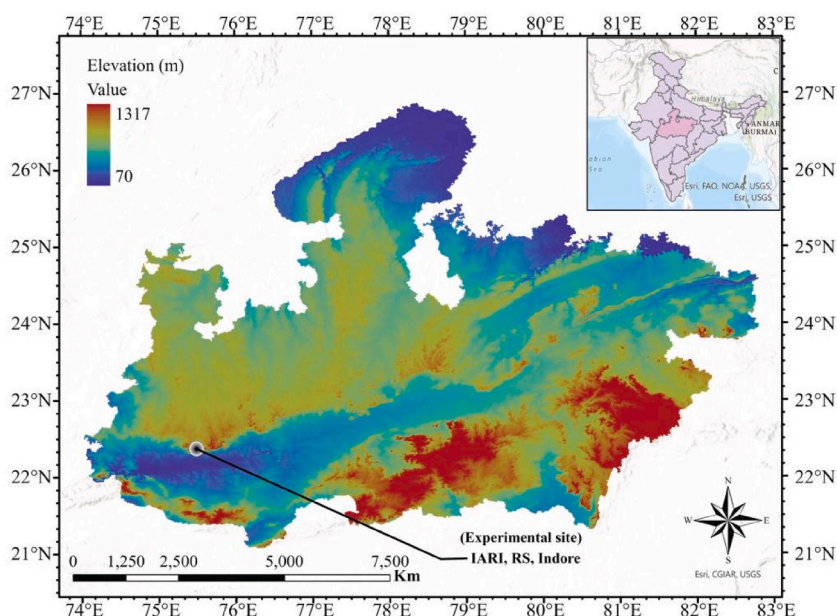 74°E 75°E 76°E 77°E 78°E 79°E 80°E 81°E 82°E 83°E
Elevation (m)
Value
1317
70
Himalaya
C
ANMAR
(BURMA)
abian
Sea
Esri, FAO, NOAA, USGS,
Esri, USGS
27°N 27°N
26°N 26°N
25°N 25°N
24°N 24°N
23°N 23°N
22°N 22°N
21°N 21°N
N
W E
S
(Experimental site)
IARI, RS, Indore
0 1,250 2,500 5,000 7,500
Km
Esri, CGIAR, USGS
74°E 75°E 76°E 77°E 78°E 79°E 80°E 81°E 82°E 83°E